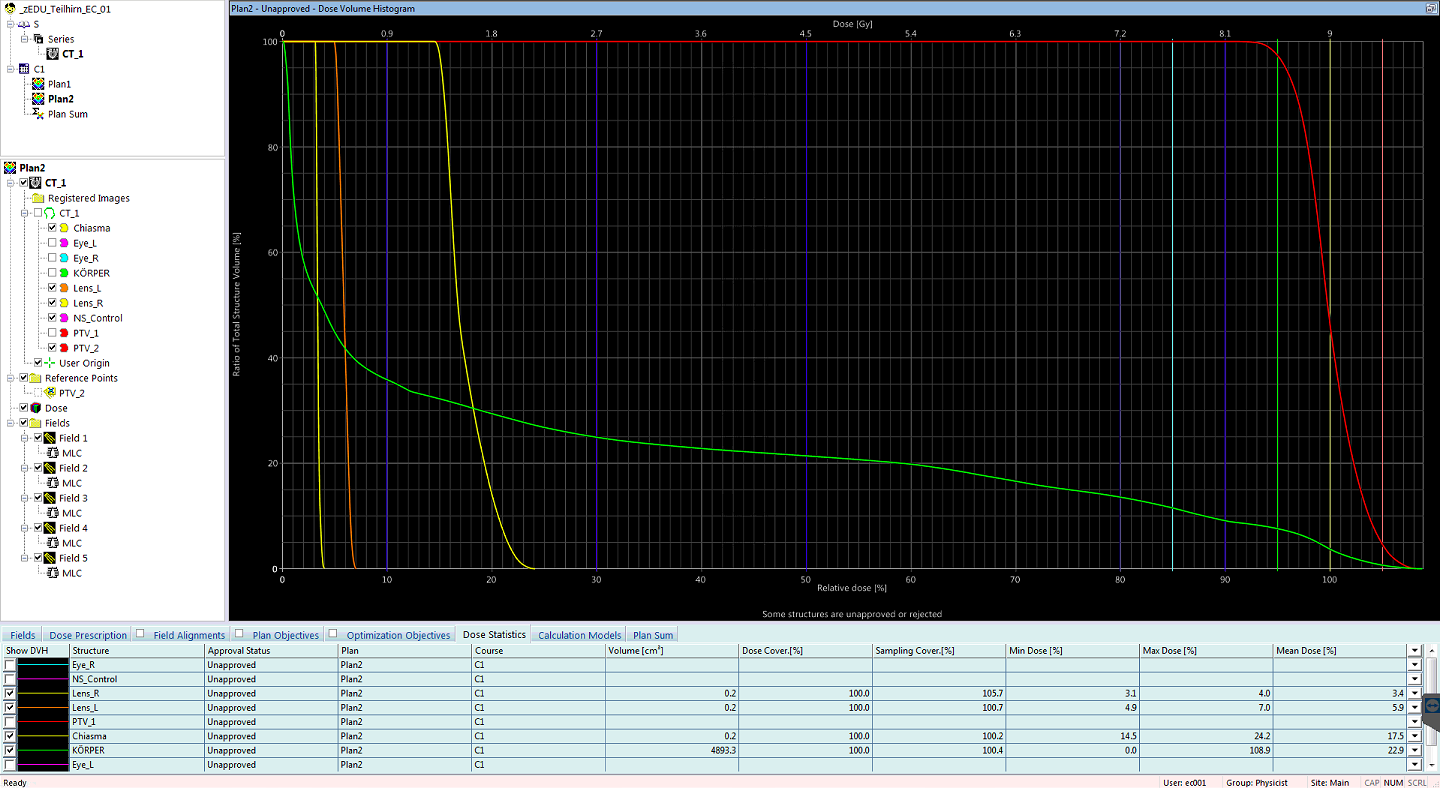 _zEDU_Teilhirn_EC_01
S
Series
CT_1
C1
Plan1
Plan2
Plan Sum
Plan2
CT_1
Registered Images
CT_1
Chiasma
Eye_L
Eye_R
KÖRPER
Lens_L
Lens_R
NS_Control
PTV_1
PTV_2
User Origin
Reference Points
PTV_2
Dose
Fields
Field 1
MLC
Field 2
MLC
Field 3
MLC
Field 4
MLC
Field 5
MLC
Plan2 - Unapproved - Dose Volume Histogram
Dose [Gy]
0 0.9 1.8 2.7 3.6 4.5 5.4 6.3 7.2 8.1 9
100
80
60
40
20
0
Ratio of Total Structure Volume [%]
0 10 20 30 40 50 60 70 80 90 100
Relative dose [%]
Some structures are unapproved or rejected
Fields Dose Prescription Field Alignments Plan Objectives Optimization Objectives Dose Statistics Calculation Models Plan Sum
Show DVH Structure Approval Status Plan Course Volume [cm³] Dose Cover.[%] Sampling Cover.[%] Min Dose [%] Max Dose [%] Mean Dose [%]
Eye_R Unapproved Plan2 C1
NS_Control Unapproved Plan2 C1
Lens_R Unapproved Plan2 C1 0.2 100.0 105.7 3.1 4.0 3.4
Lens_L Unapproved Plan2 C1 0.2 100.0 100.7 4.9 7.0 5.9
PTV_1 Unapproved Plan2 C1
Chiasma Unapproved Plan2 C1 0.2 100.0 100.2 14.5 24.2 17.5
KÖRPER Unapproved Plan2 C1 4893.3 100.0 100.4 0.0 108.9 22.9
Eye_L Unapproved Plan2 C1
Ready User: ec001 Group: Physicist Site: Main CAP NUM SCRL